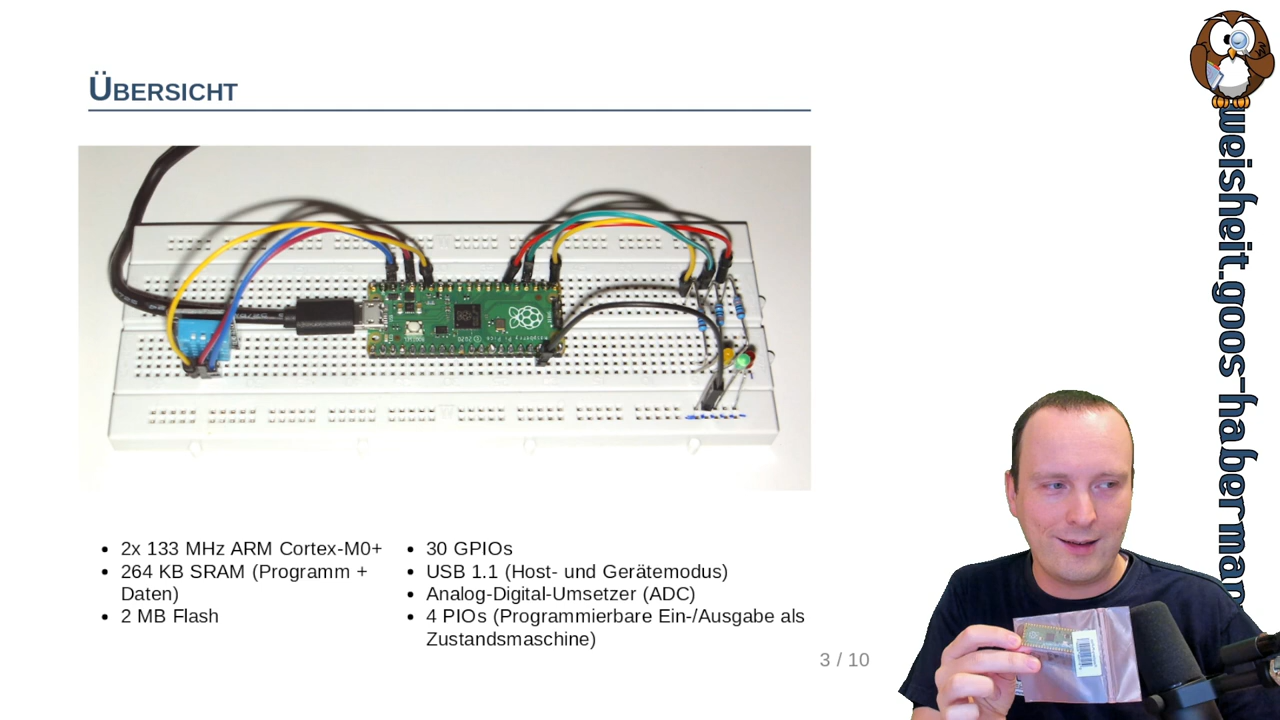 ÜBERSICHT
2x 133 MHz ARM Cortex-M0+
264 KB SRAM (Programm +
Daten)
2 MB Flash
30 GPIOs
USB 1.1 (Host- und Gerätemodus)
Analog-Digital-Umsetzer (ADC)
4 PIOs (Programmierbare Ein-/Ausgabe als
Zustandsmaschine)
3 / 10
weisheit.goos-haberman